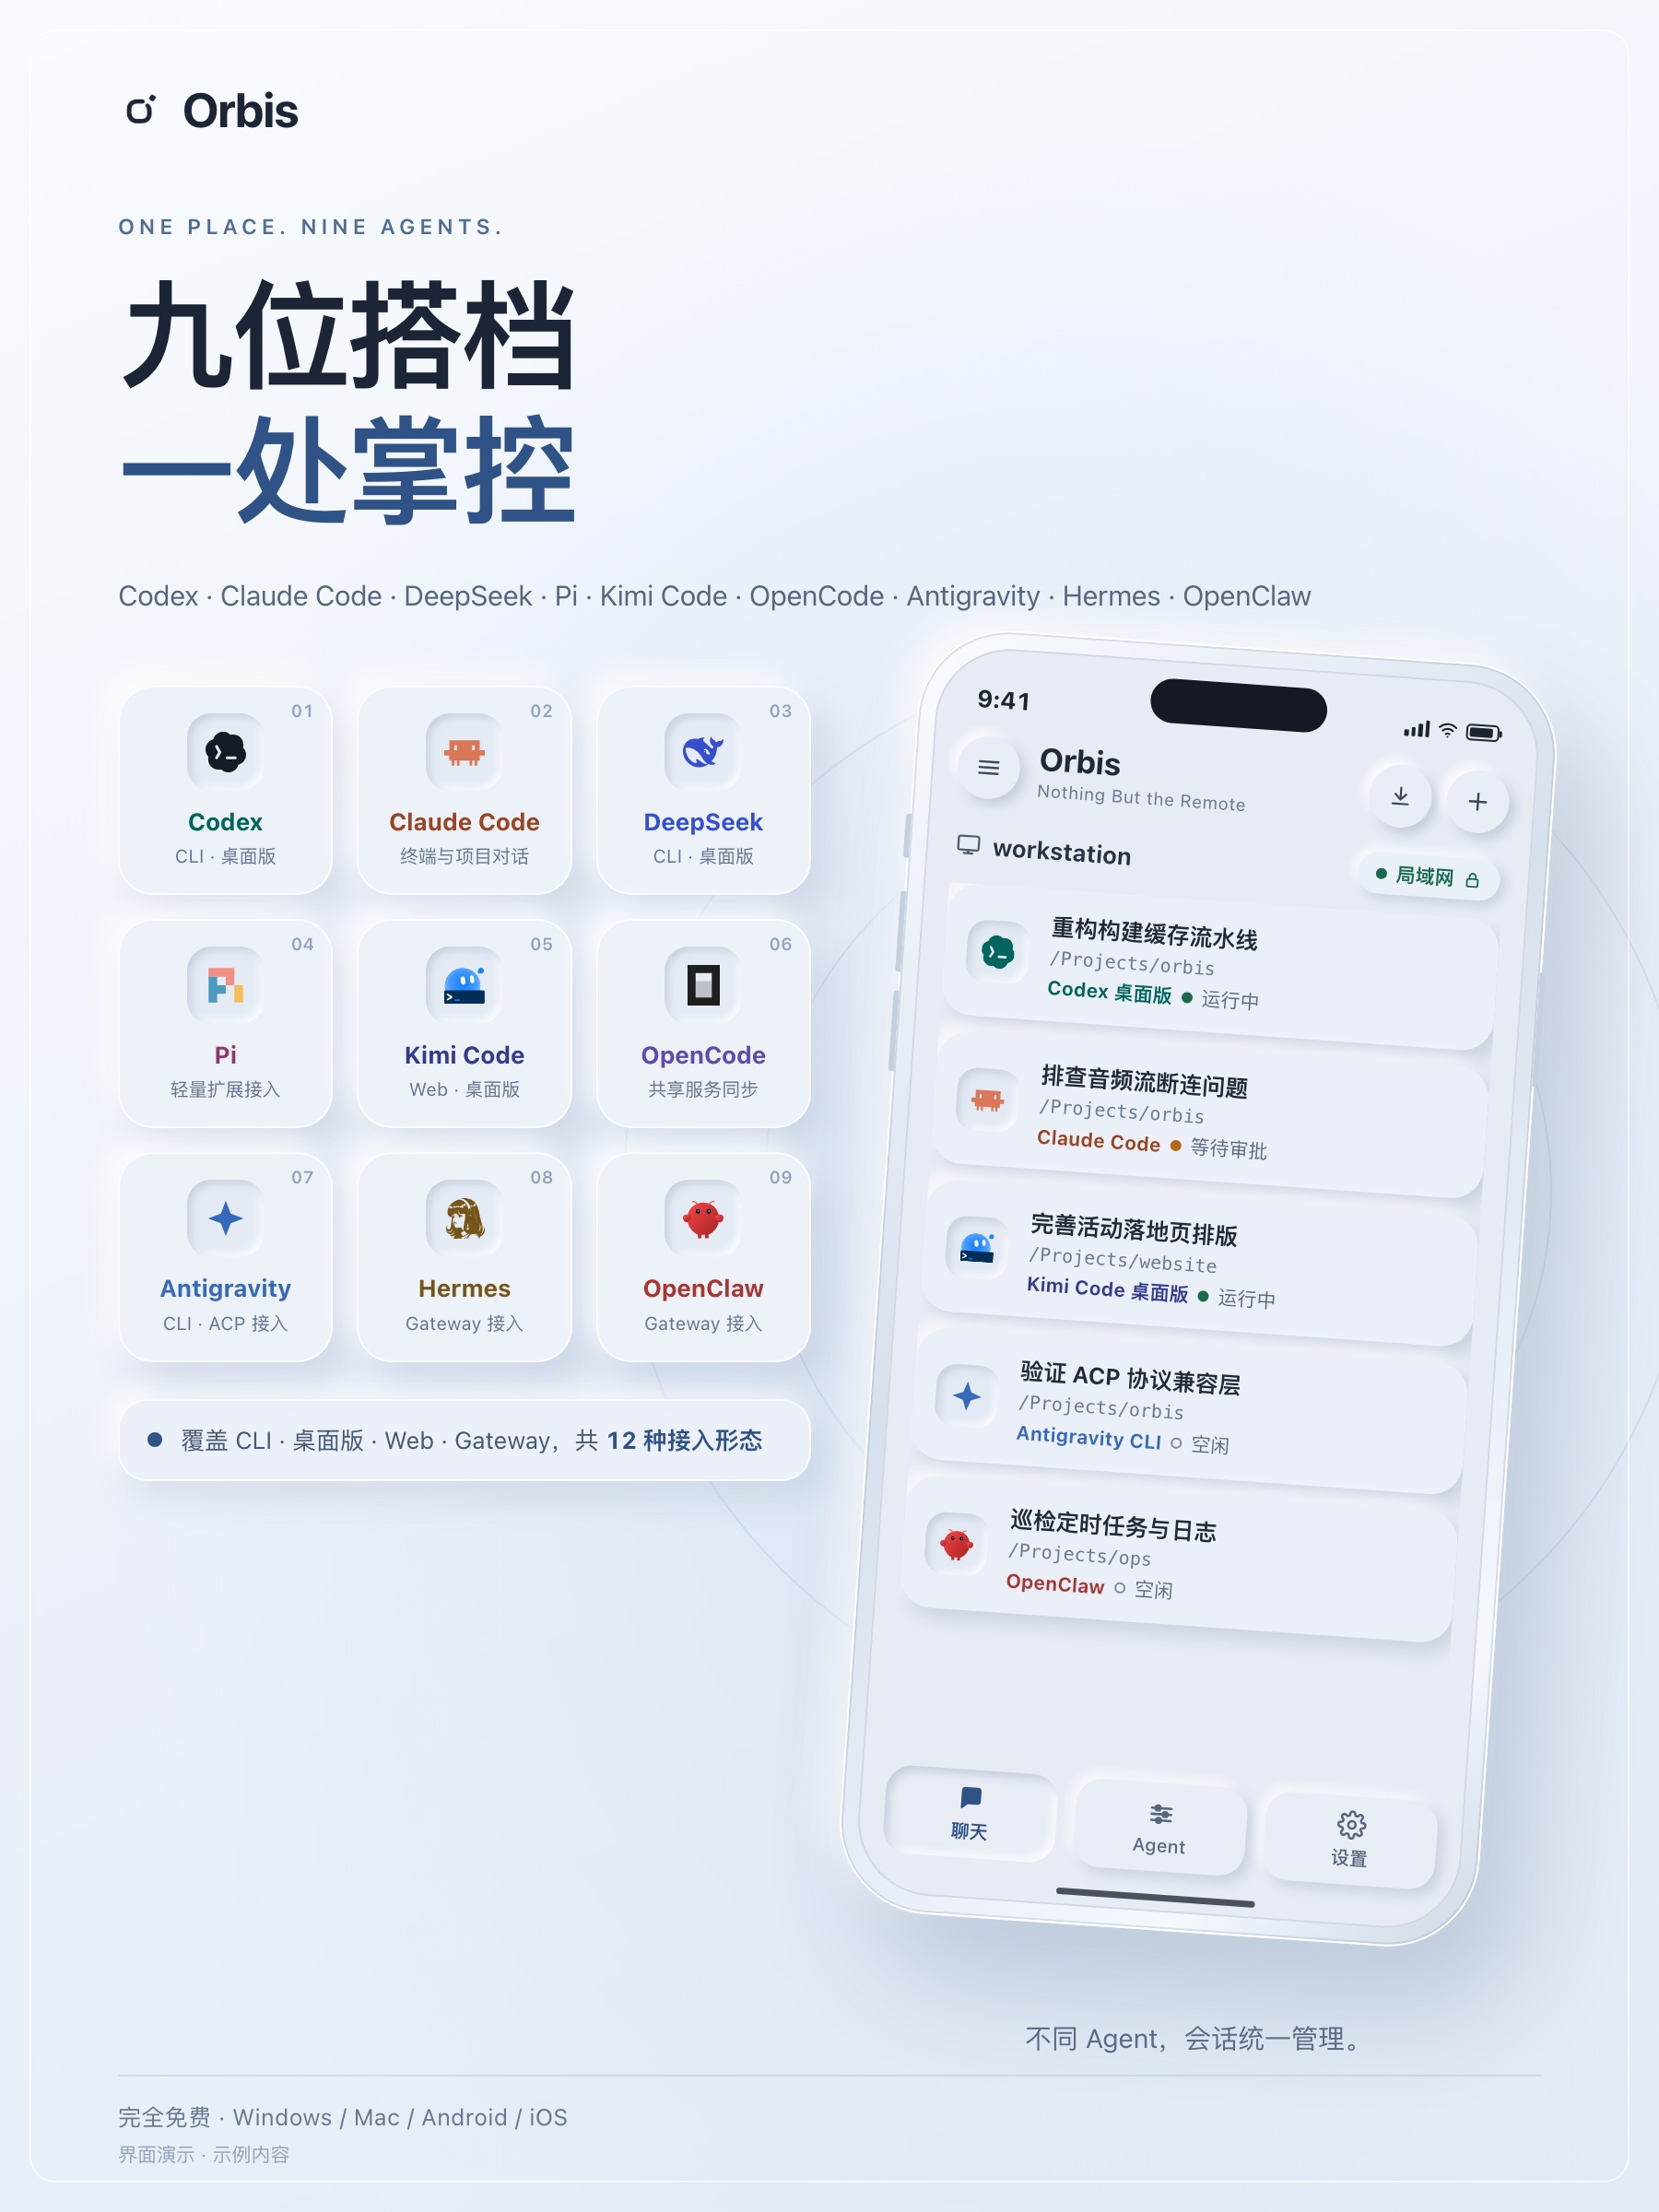 Orbis
ONE PLACE. NINE AGENTS.
九位搭档
一处掌控
Codex · Claude Code · DeepSeek · Pi · Kimi Code · OpenCode · Antigravity · Hermes · OpenClaw
01
Codex
CLI · 桌面版
02
Claude Code
终端与项目对话
03
DeepSeek
CLI · 桌面版
04
Pi
轻量扩展接入
05
Kimi Code
Web · 桌面版
06
OpenCode
共享服务同步
07
Antigravity
CLI · ACP 接入
08
Hermes
Gateway 接入
09
OpenClaw
Gateway 接入
覆盖 CLI · 桌面版 · Web · Gateway，共 12 种接入形态
9:41
Orbis
Nothing But the Remote
workstation
局域网
重构构建缓存流水线
/Projects/orbis
Codex 桌面版 运行中
排查音频流断连问题
/Projects/orbis
Claude Code 等待审批
完善活动落地页排版
/Projects/website
Kimi Code 桌面版 运行中
验证 ACP 协议兼容层
/Projects/orbis
Antigravity CLI 空闲
巡检定时任务与日志
/Projects/ops
OpenClaw 空闲
聊天
Agent
设置
不同 Agent，会话统一管理。
完全免费 · Windows / Mac / Android / iOS
界面演示 · 示例内容